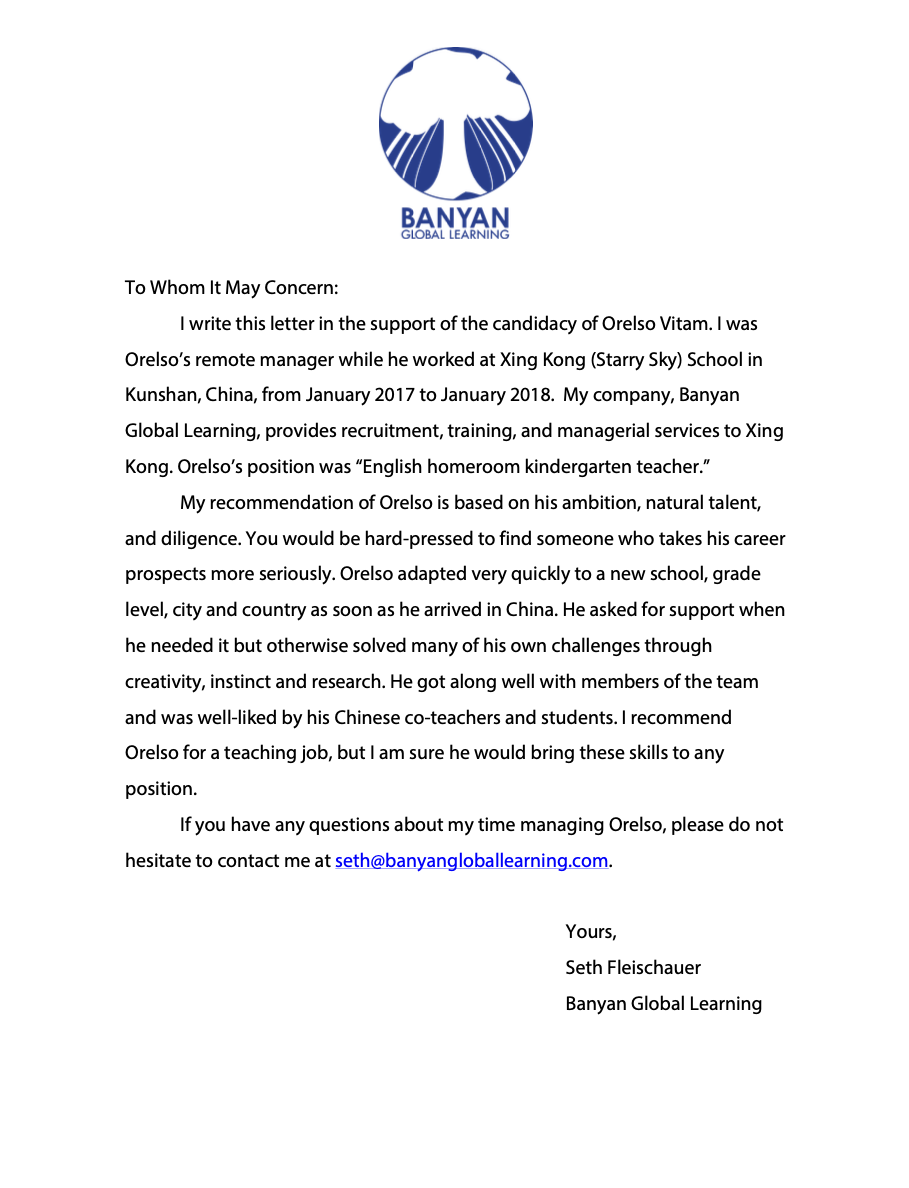 BANYAN
GLOBAL LEARNING
To Whom It May Concern:
I write this letter in the support of the candidacy of Orelso Vitam. I was
Orelso’s remote manager while he worked at Xing Kong (Starry Sky) School in
Kunshan, China, from January 2017 to January 2018.  My company, Banyan
Global Learning, provides recruitment, training, and managerial services to Xing
Kong. Orelso’s position was “English homeroom kindergarten teacher.”
My recommendation of Orelso is based on his ambition, natural talent,
and diligence. You would be hard-pressed to find someone who takes his career
prospects more seriously. Orelso adapted very quickly to a new school, grade
level, city and country as soon as he arrived in China. He asked for support when
he needed it but otherwise solved many of his own challenges through
creativity, instinct and research. He got along well with members of the team
and was well-liked by his Chinese co-teachers and students. I recommend
Orelso for a teaching job, but I am sure he would bring these skills to any
position.
If you have any questions about my time managing Orelso, please do not
hesitate to contact me at seth@banyangloballearning.com.
Yours,
Seth Fleischauer
Banyan Global Learning